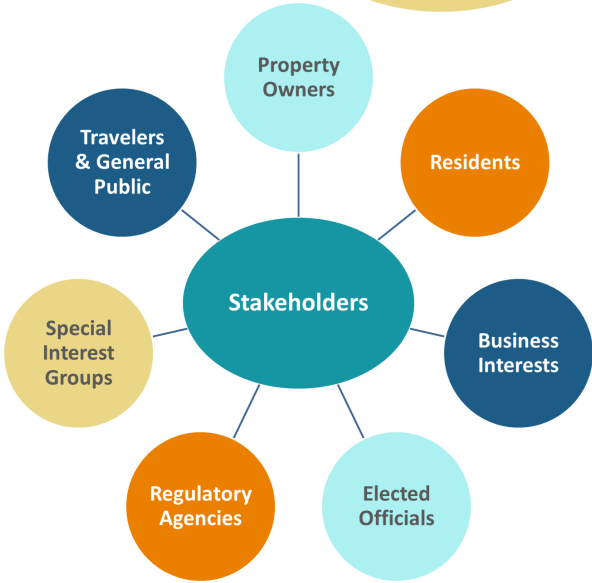 Property
Owners
Travelers
& General
Public
Residents
Stakeholders
Special
Interest
Groups
Business
Interests
Regulatory
Agencies
Elected
Officials